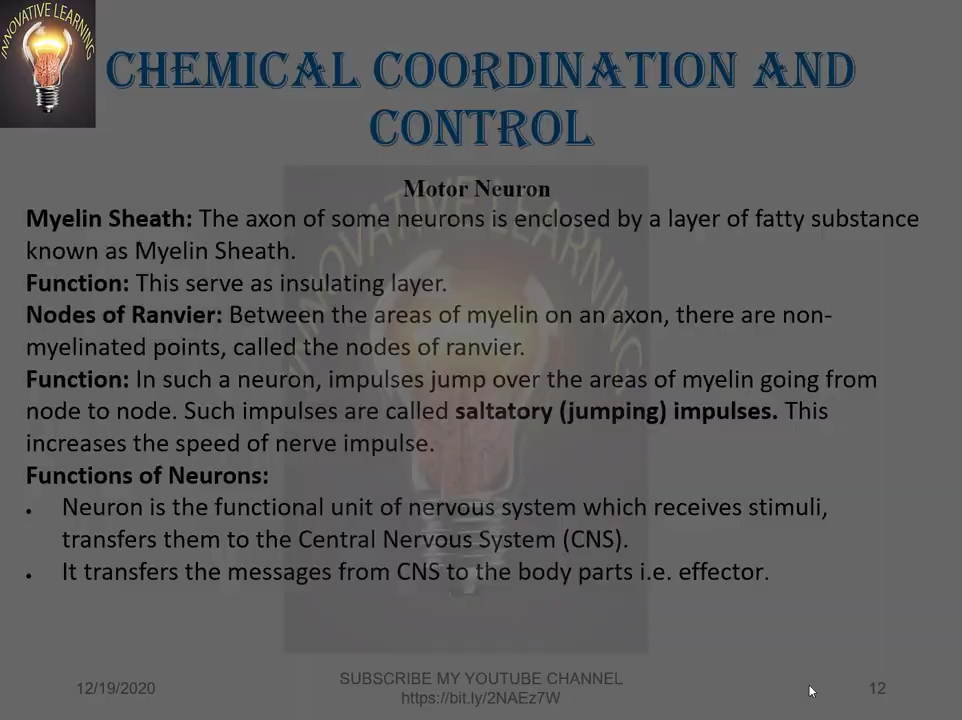 INNOVATIVE LEARNING
CHEMICAL COORDINATION AND
CONTROL
INNOVATIVE LEARNING
Motor Neuron
Myelin Sheath: The axon of some neurons is enclosed by a layer of fatty substance
known as Myelin Sheath.
Function: This serve as insulating layer.
Nodes of Ranvier: Between the areas of myelin on an axon, there are non-
myelinated points, called the nodes of ranvier.
Function: In such a neuron, impulses jump over the areas of myelin going from
node to node. Such impulses are called saltatory (jumping) impulses. This
increases the speed of nerve impulse.
Functions of Neurons:
• Neuron is the functional unit of nervous system which receives stimuli,
transfers them to the Central Nervous System (CNS).
• It transfers the messages from CNS to the body parts i.e. effector.
12/19/2020
SUBSCRIBE MY YOUTUBE CHANNEL
https://bit.ly/2NAEz7W
12